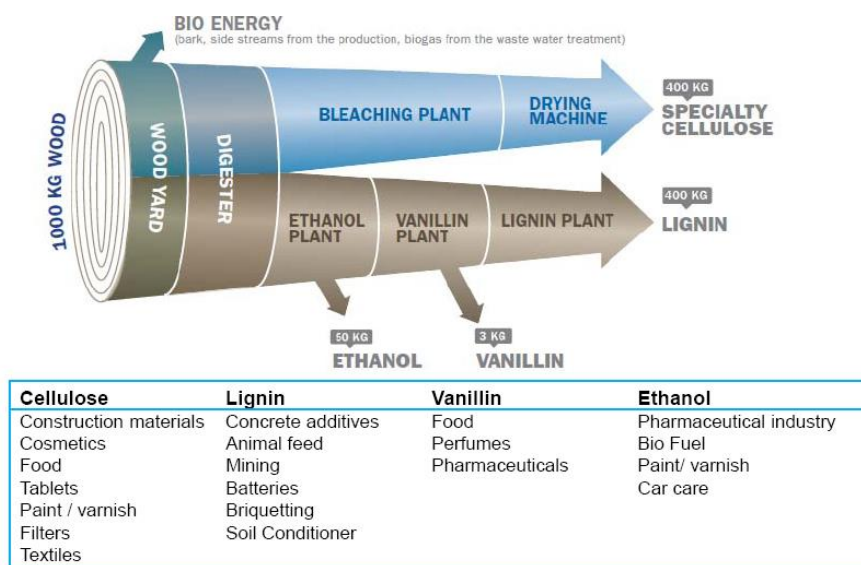 BIO ENERGY
(bark, side streams from the production, biogas from the waste water treatment)
1000 KG WOOD
WOOD YARD
DIGESTER
BLEACHING PLANT
DRYING
MACHINE
400 KG
SPECIALTY
CELLULOSE
ETHANOL
PLANT
VANILLIN
PLANT
LIGNIN PLANT
400 KG
LIGNIN
50 KG
ETHANOL
3 KG
VANILLIN
Cellulose Lignin Vanillin Ethanol
Construction materials Concrete additives Food Pharmaceutical industry
Cosmetics Animal feed Perfumes Bio Fuel
Food Mining Pharmaceuticals Paint/ varnish
Tablets Batteries Car care
Paint / varnish Briquetting
Filters Soil Conditioner
Textiles